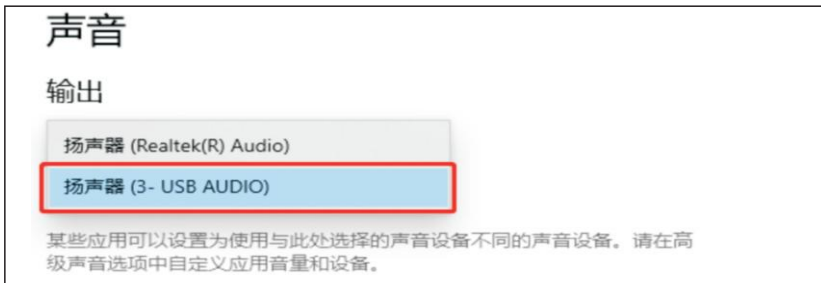 声音
输出
扬声器 (Realtek(R) Audio)
扬声器 (3- USB AUDIO)
某些应用可以设置为使用与此处选择的声音设备不同的声音设备。请在高
级声音选项中自定义应用音量和设备。